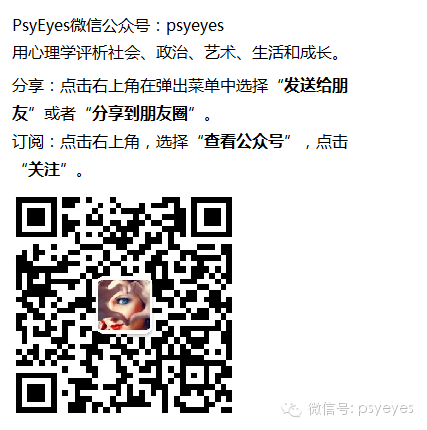 PsyEyes微信公众号：psyeyes
用心理学评析社会、政治、艺术、生活和成长。
分享：点击右上角在弹出菜单中选择“发送给朋
友”或者“分享到朋友圈”。
订阅：点击右上角，选择“查看公众号”，点击
“关注”。
微信号: psyeyes